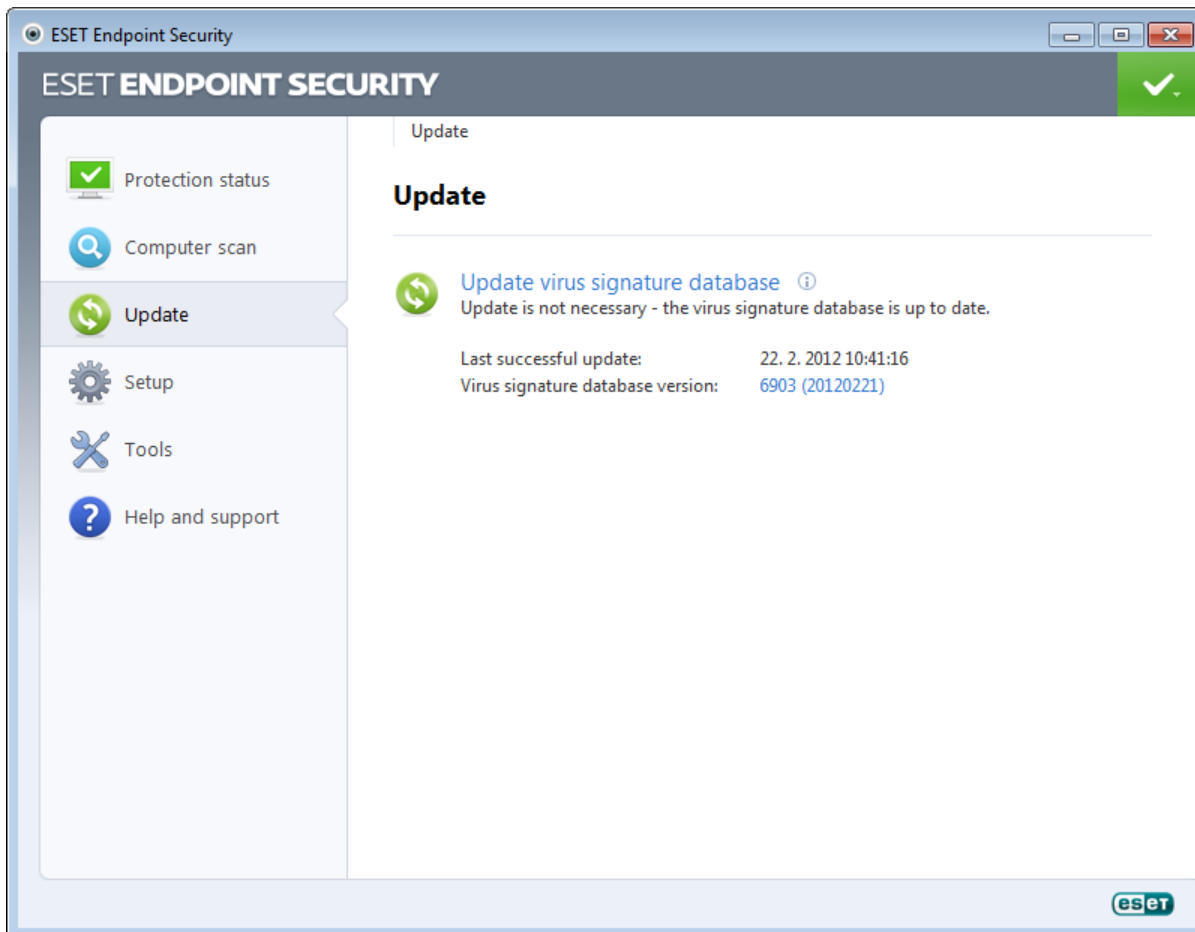 ESET Endpoint Security
ESET ENDPOINT SECURITY
Protection status
Computer scan
Update
Setup
Tools
Help and support
Update
Update
Update virus signature database
Update is not necessary - the virus signature database is up to date.
Last successful update: 22. 2. 2012 10:41:16
Virus signature database version: 6903 (20120221)
eset